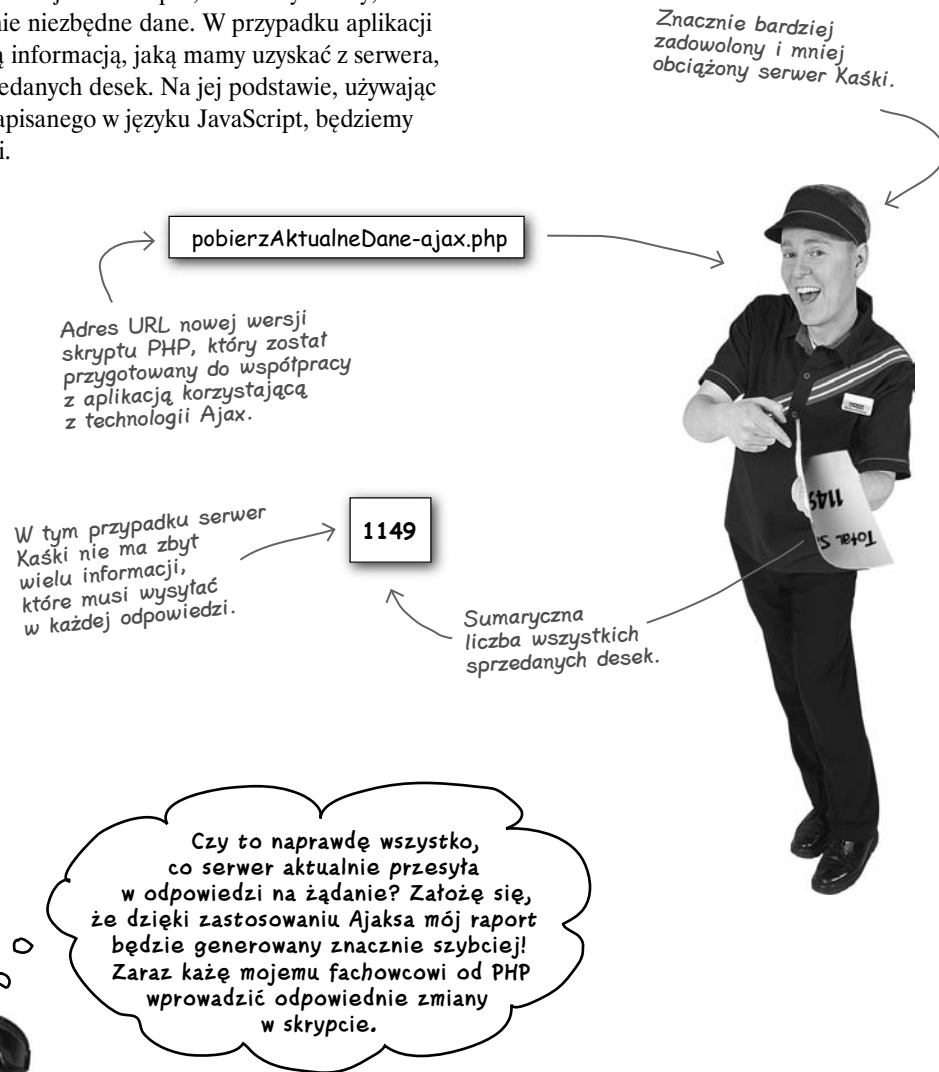 nie niezbędne dane. W przypadku aplikacji
ą informacją, jaką mamy uzyskać z serwera,
edanych desek. Na jej podstawie, używając
apisanego w języku JavaScript, będziemy
i.
Znacznie bardziej
zadowolony i mniej
obciążony serwer Kaśki.
pobierzAktualneDane-ajax.php
Adres URL nowej wersji
skryptu PHP, który został
przygotowany do współpracy
z aplikacją korzystającą
z technologii Ajax.
W tym przypadku serwer
Kaśki nie ma zbyt
wielu informacji,
które musi wysyłać
w każdej odpowiedzi.
1149
Sumaryczna
liczba wszystkich
sprzedanych desek.
Total S
1149
Czy to naprawdę wszystko,
co serwer aktualnie przesyła
w odpowiedzi na żądanie? Założę się,
że dzięki zastosowaniu Ajaksa mój raport
będzie generowany znacznie szybciej!
Zaraz każę mojemu fachowcowi od PHP
wprowadzić odpowiednie zmiany
w skrypcie.